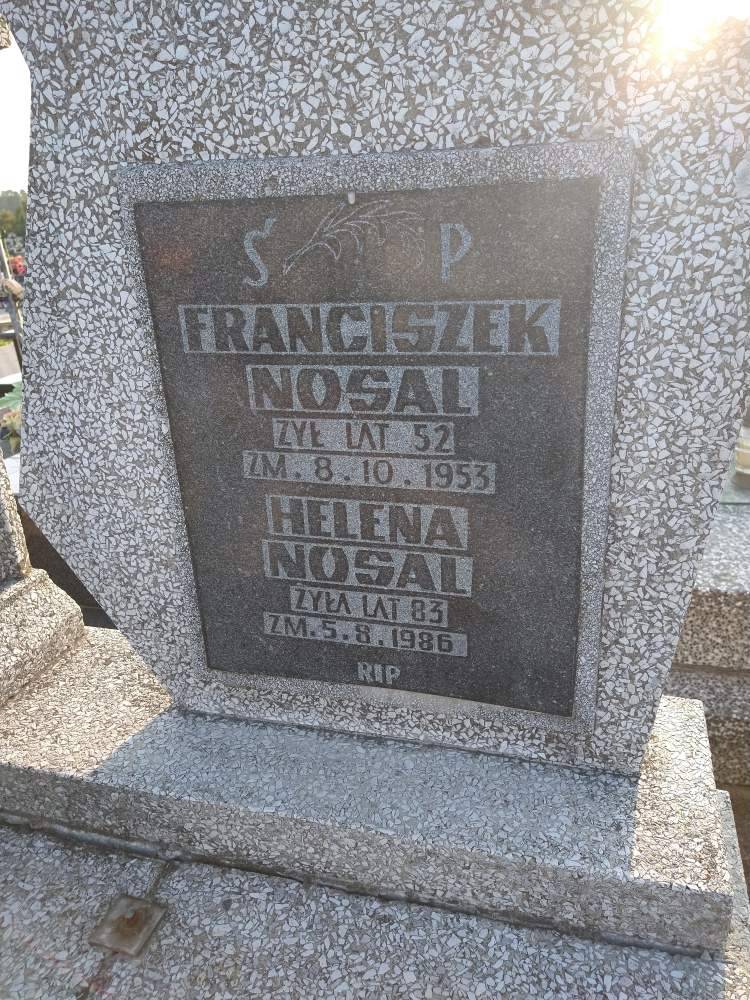 Ś P
FRANCISZEK
NOSAL
ŻYŁ LAT 52
ZM. 8. 10. 1953
HELENA
NOSAL
ŻYŁA LAT 83
ZM. 5. 8. 1986
RIP